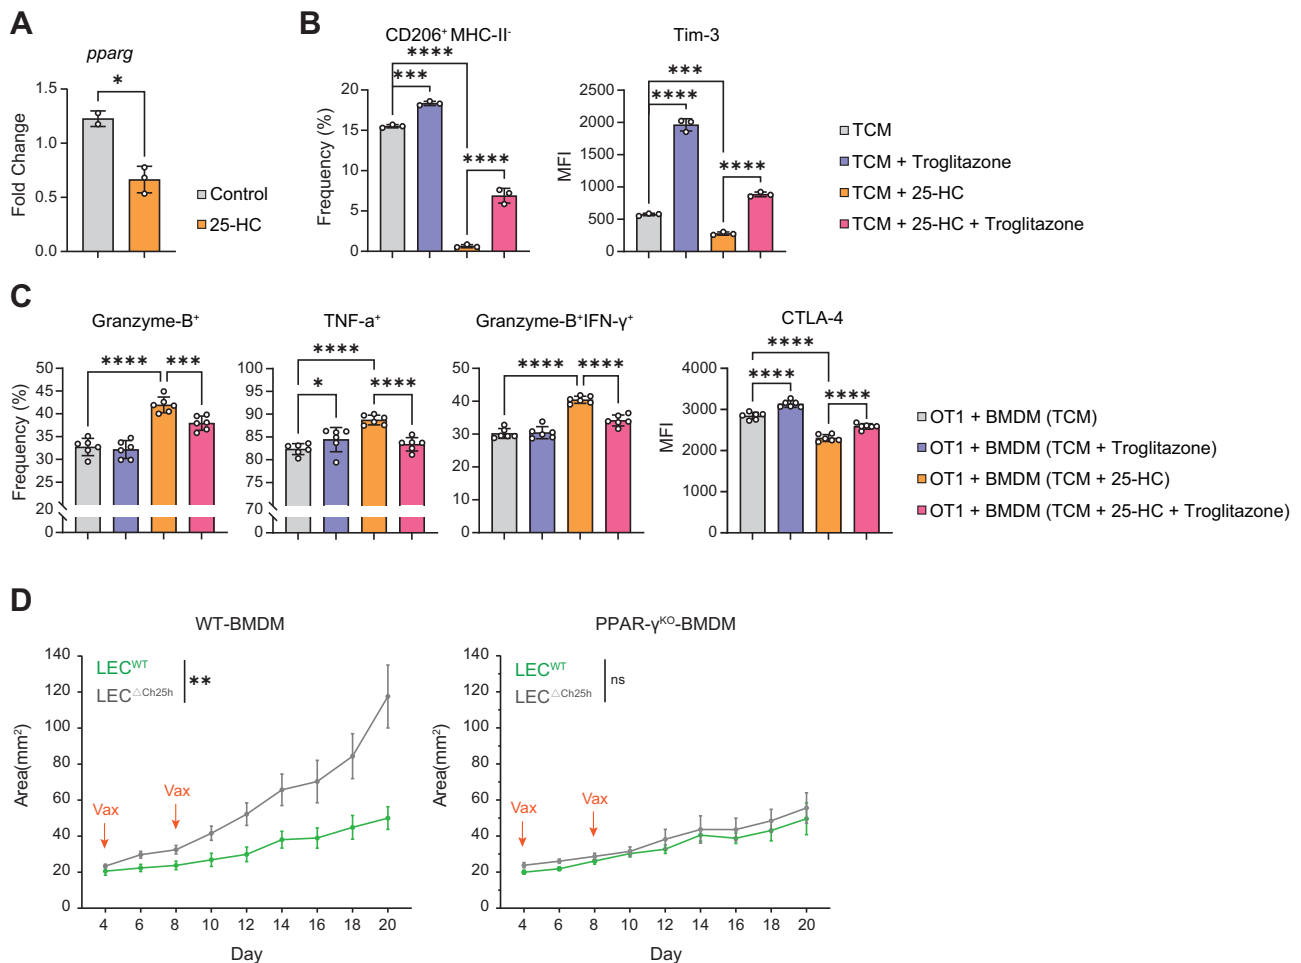 A
pparg
*
Fold Change
1.5
1.0
0.5
0.0
Control
25-HC
B
CD206⁺ MHC-II⁻
****
***
****
Frequency (%)
20
15
10
5
0
Tim-3
***
****
****
MFI
2500
2000
1500
1000
500
0
TCM
TCM + Troglitazone
TCM + 25-HC
TCM + 25-HC + Troglitazone
C
Granzyme-B⁺
**** ***
Frequency (%)
50
45
40
35
30
25
20
0
TNF-a⁺
****
* ****
100
95
90
85
80
75
70
0
Granzyme-B⁺IFN-γ⁺
**** ****
50
40
30
20
10
0
CTLA-4
****
****
****
MFI
4000
3000
2000
1000
0
OT1 + BMDM (TCM)
OT1 + BMDM (TCM + Troglitazone)
OT1 + BMDM (TCM + 25-HC)
OT1 + BMDM (TCM + 25-HC + Troglitazone)
D
WT-BMDM
LECᵂᵀ
LEC^△Ch25h
**
Area(mm²)
140
120
100
80
60
40
20
0
Vax
Vax
4 6 8 10 12 14 16 18 20
Day
PPAR-γᴷᴼ-BMDM
LECᵂᵀ
LEC^△Ch25h
ns
Area(mm²)
140
120
100
80
60
40
20
0
Vax
Vax
4 6 8 10 12 14 16 18 20
Day